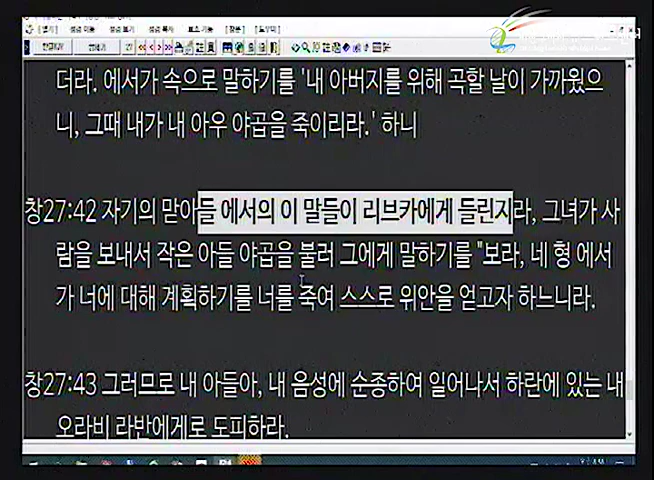 더라. 에서가 속으로 말하기를 '내 아버지를 위해 곡할 날이 가까웠으
니, 그때 내가 내 아우 야곱을 죽이리라.' 하니
창27:42 자기의 맏아들 에서의 이 말들이 리브카에게 들린지라, 그녀가 사
람을 보내서 작은 아들 야곱을 불러 그에게 말하기를 "보라, 네 형 에서
가 너에 대해 계획하기를 너를 죽여 스스로 위안을 얻고자 하느니라.
창27:43 그러므로 내 아들아, 내 음성에 순종하여 일어나서 하란에 있는 내
오라비 라반에게로 도피하라.